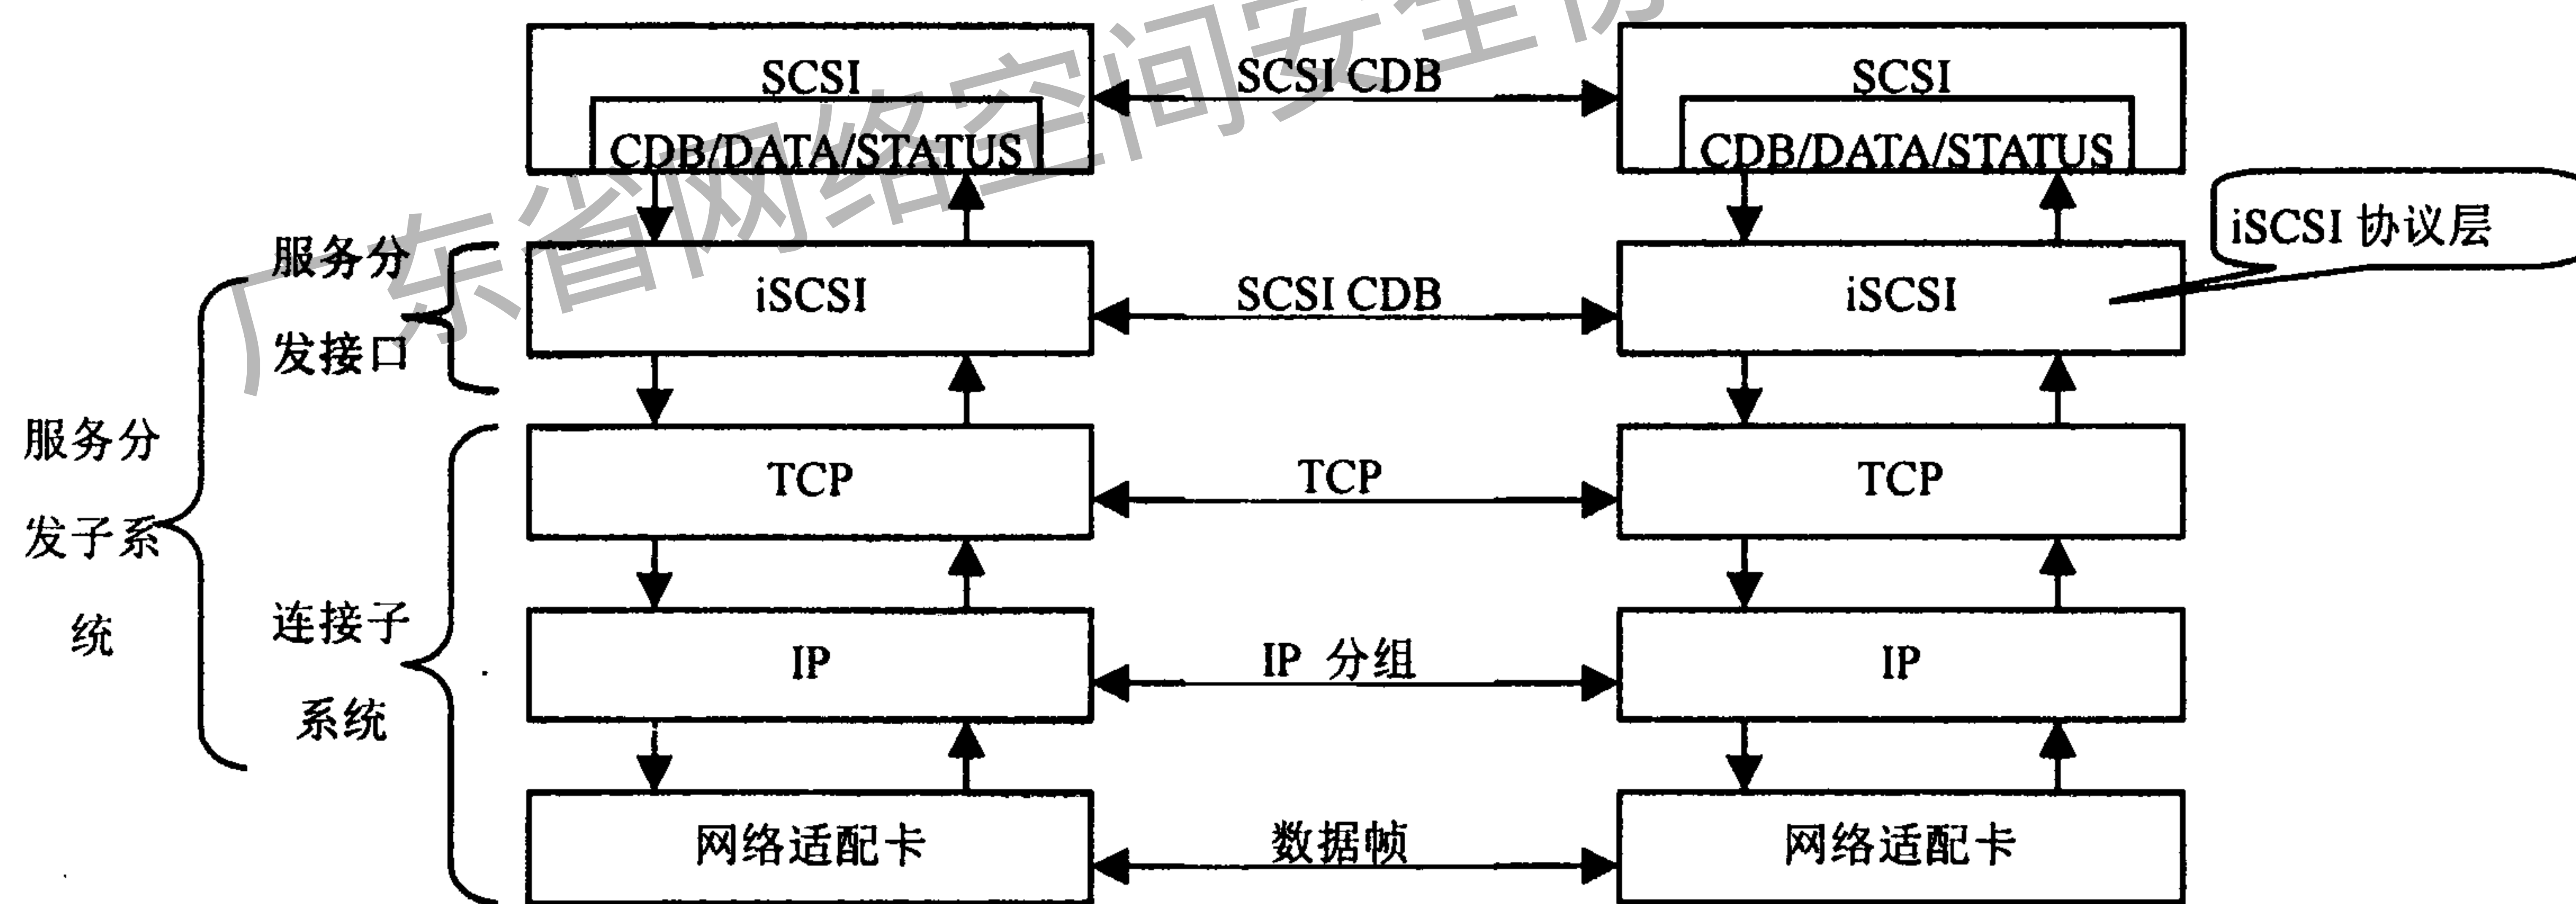 广东省网络空间安全协
SCSI
SCSI CDB
SCSI
CDB/DATA/STATUS
CDB/DATA/STATUS
服务分
发接口
iSCSI
SCSI CDB
iSCSI
iSCSI 协议层
服务分
发子系
统
TCP
TCP
TCP
连接子
系统
IP
IP 分组
IP
网络适配卡
数据帧
网络适配卡